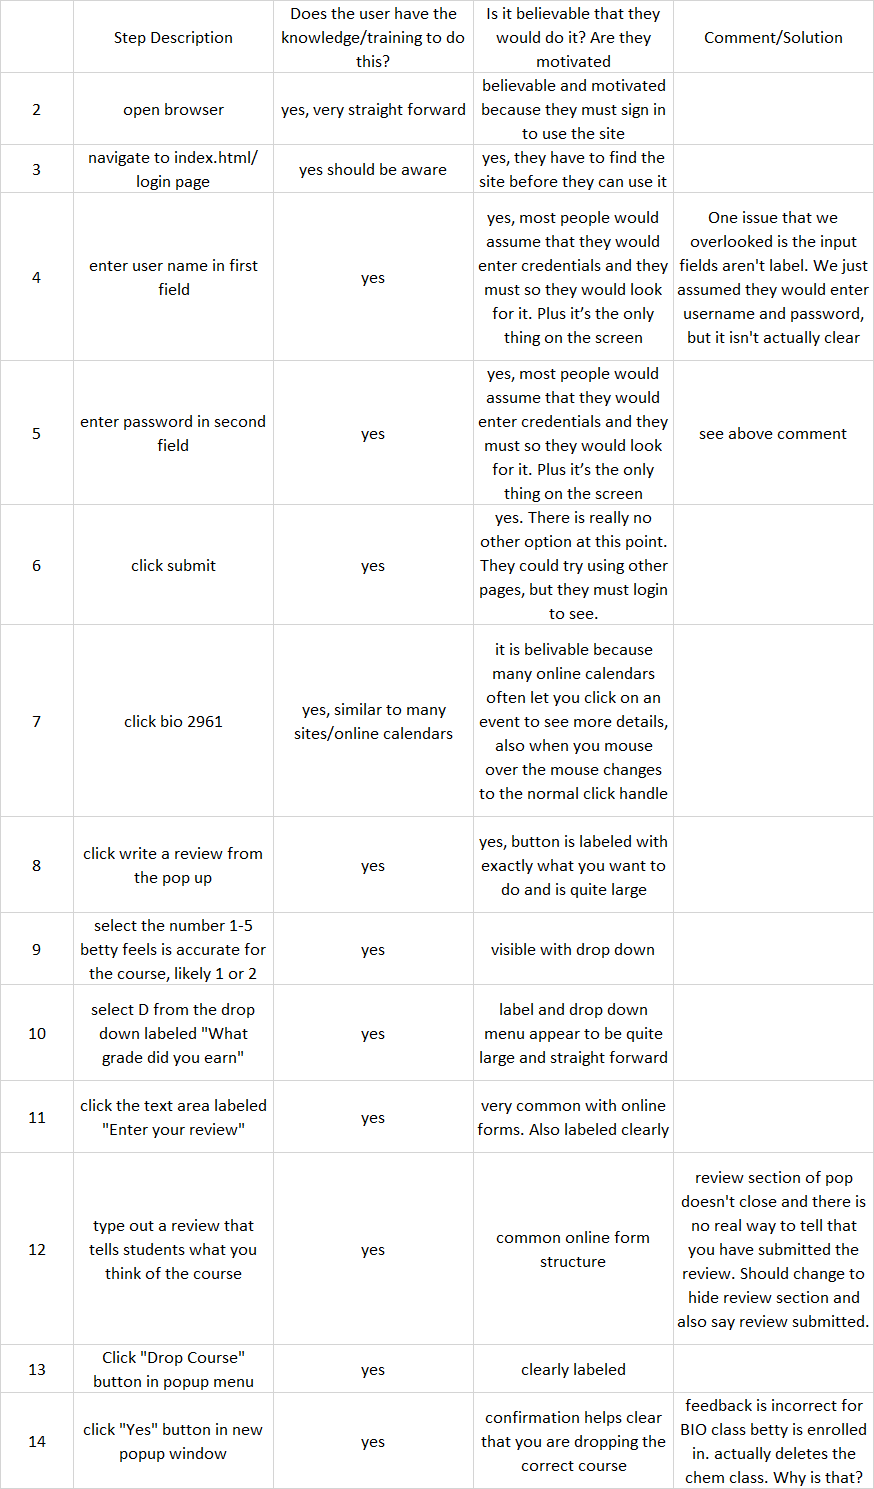 Step Description
Does the user have the
knowledge/training to do
this?
Is it believable that they
would do it? Are they
motivated
Comment/Solution
2
open browser
yes, very straight forward
believable and motivated
because they must sign in
to use the site
3
navigate to index.html/
login page
yes should be aware
yes, they have to find the
site before they can use it
4
enter user name in first
field
yes
yes, most people would
assume that they would
enter credentials and they
must so they would look
for it. Plus it’s the only
thing on the screen
One issue that we
overlooked is the input
fields aren't label. We just
assumed they would enter
username and password,
but it isn't actually clear
5
enter password in second
field
yes
yes, most people would
assume that they would
enter credentials and they
must so they would look
for it. Plus it’s the only
thing on the screen
see above comment
6
click submit
yes
yes. There is really no
other option at this point.
They could try using other
pages, but they must login
to see.
7
click bio 2961
yes, similar to many
sites/online calendars
it is belivable because
many online calendars
often let you click on an
event to see more details,
also when you mouse
over the mouse changes
to the normal click handle
8
click write a review from
the pop up
yes
yes, button is labeled with
exactly what you want to
do and is quite large
9
select the number 1-5
betty feels is accurate for
the course, likely 1 or 2
yes
visible with drop down
10
select D from the drop
down labeled "What
grade did you earn"
yes
label and drop down
menu appear to be quite
large and straight forward
11
click the text area labeled
"Enter your review"
yes
very common with online
forms. Also labeled clearly
12
type out a review that
tells students what you
think of the course
yes
common online form
structure
review section of pop
doesn't close and there is
no real way to tell that
you have submitted the
review. Should change to
hide review section and
also say review submitted.
13
Click "Drop Course"
button in popup menu
yes
clearly labeled
14
click "Yes" button in new
popup window
yes
confirmation helps clear
that you are dropping the
correct course
feedback is incorrect for
BIO class betty is enrolled
in. actually deletes the
chem class. Why is that?